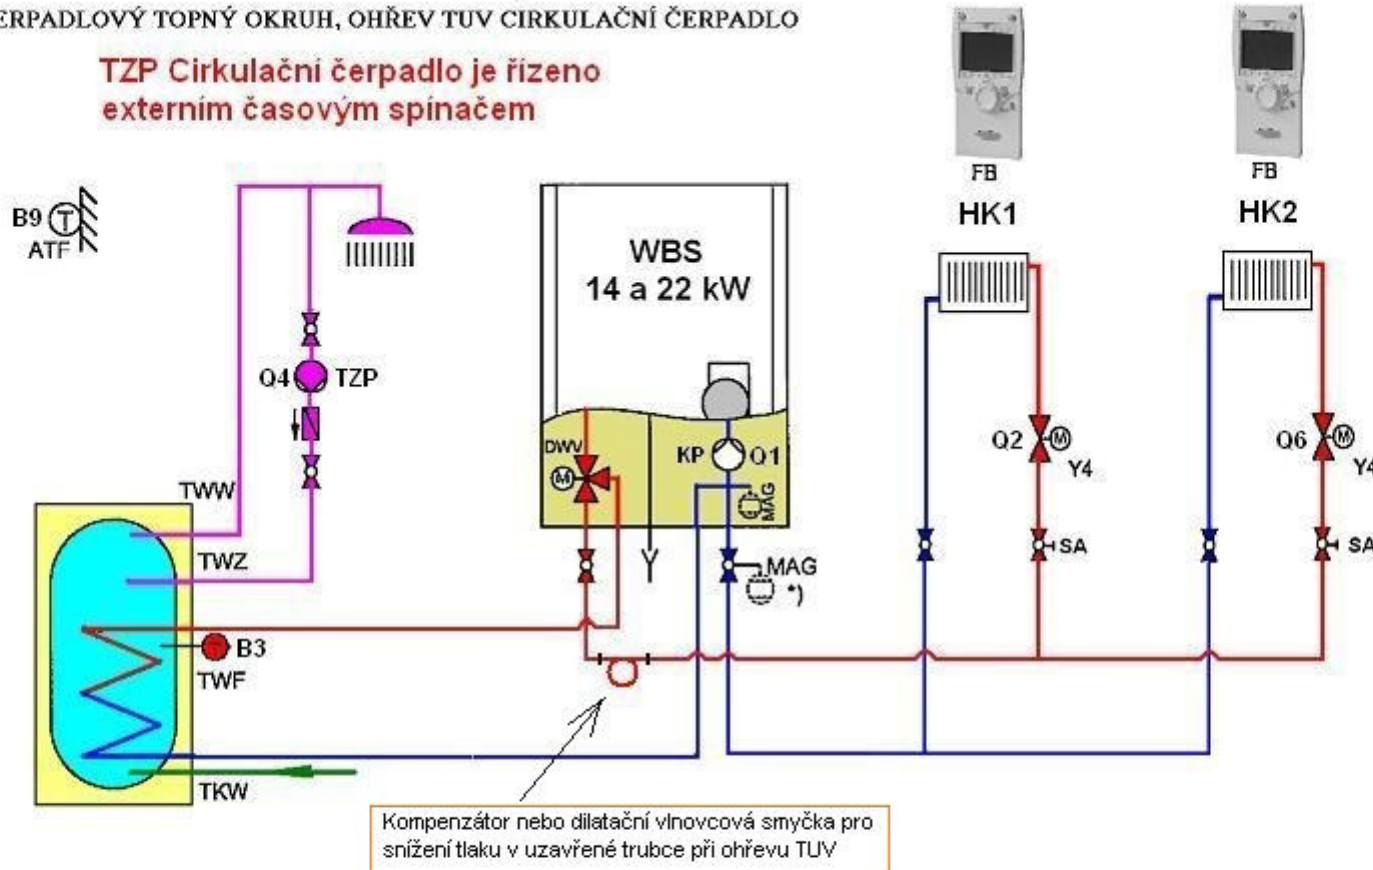 ERPADLOVÝ TOPNÝ OKRUH, OHŘEV TUV CIRKULAČNÍ ČERPADLO
TZP Cirkulační čerpadlo je řízeno
externím časovým spínačem
FB
FB
HK1
HK2
B9 T
ATF
WBS
14 a 22 kW
Q4 TZP
DWV
M
KP Q1
MAG
Q2 M
Y4
Q6 M
Y4
TWW
TWZ
MAG
*)
SA
SA
T B3
TWF
TKW
Kompenzátor nebo dilatační vlnovcová smyčka pro
snížení tlaku v uzavřené trubce při ohřevu TUV